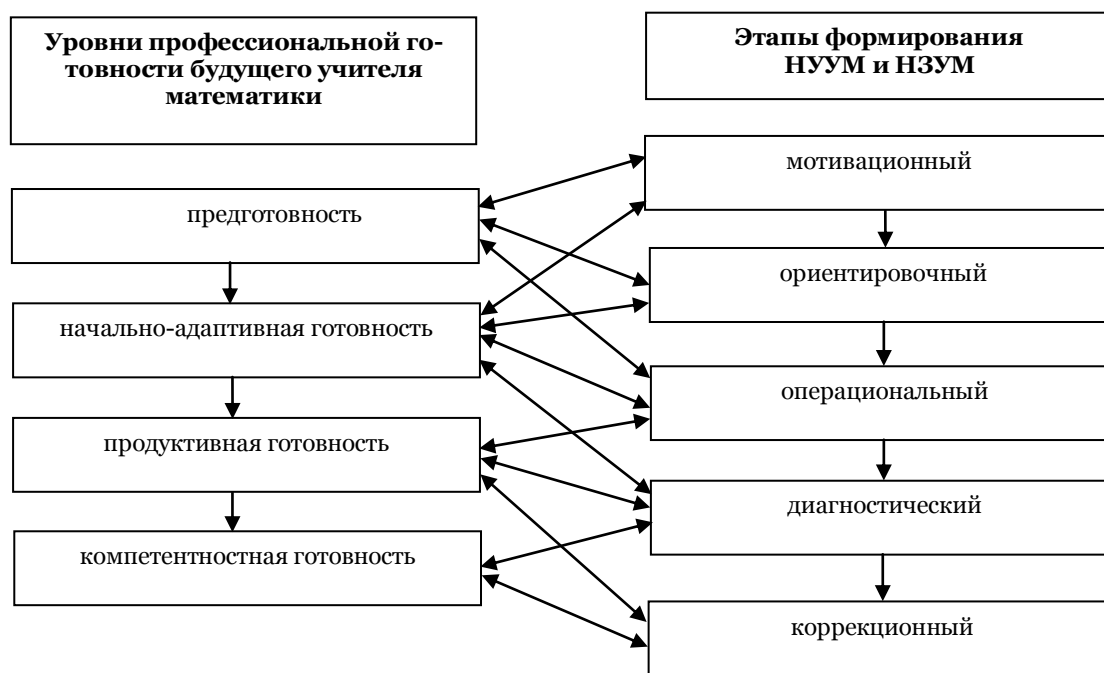 Уровни профессиональной го-
товности будущего учителя
математики
Этапы формирования
НУУМ и НЗУМ
предготовность
начально-адаптивная готовность
продуктивная готовность
компетентностная готовность
мотивационный
ориентировочный
операциональный
диагностический
коррекционный